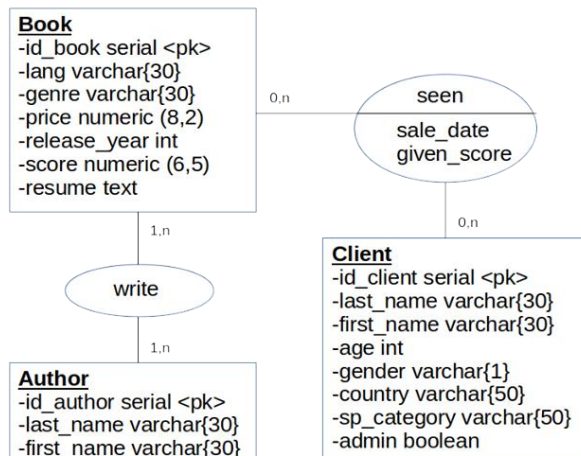 Book
-id_book serial <pk>
-lang varchar{30}
-genre varchar{30}
-price numeric (8,2)
-release_year int
-score numeric (6,5)
-resume text
0,n
seen
sale_date
given_score
0,n
1,n
write
1,n
Client
-id_client serial <pk>
-last_name varchar{30}
-first_name varchar{30}
-age int
-gender varchar{1}
-country varchar{50}
-sp_category varchar{50}
-admin boolean
Author
-id_author serial <pk>
-last_name varchar{30}
-first_name varchar{30}